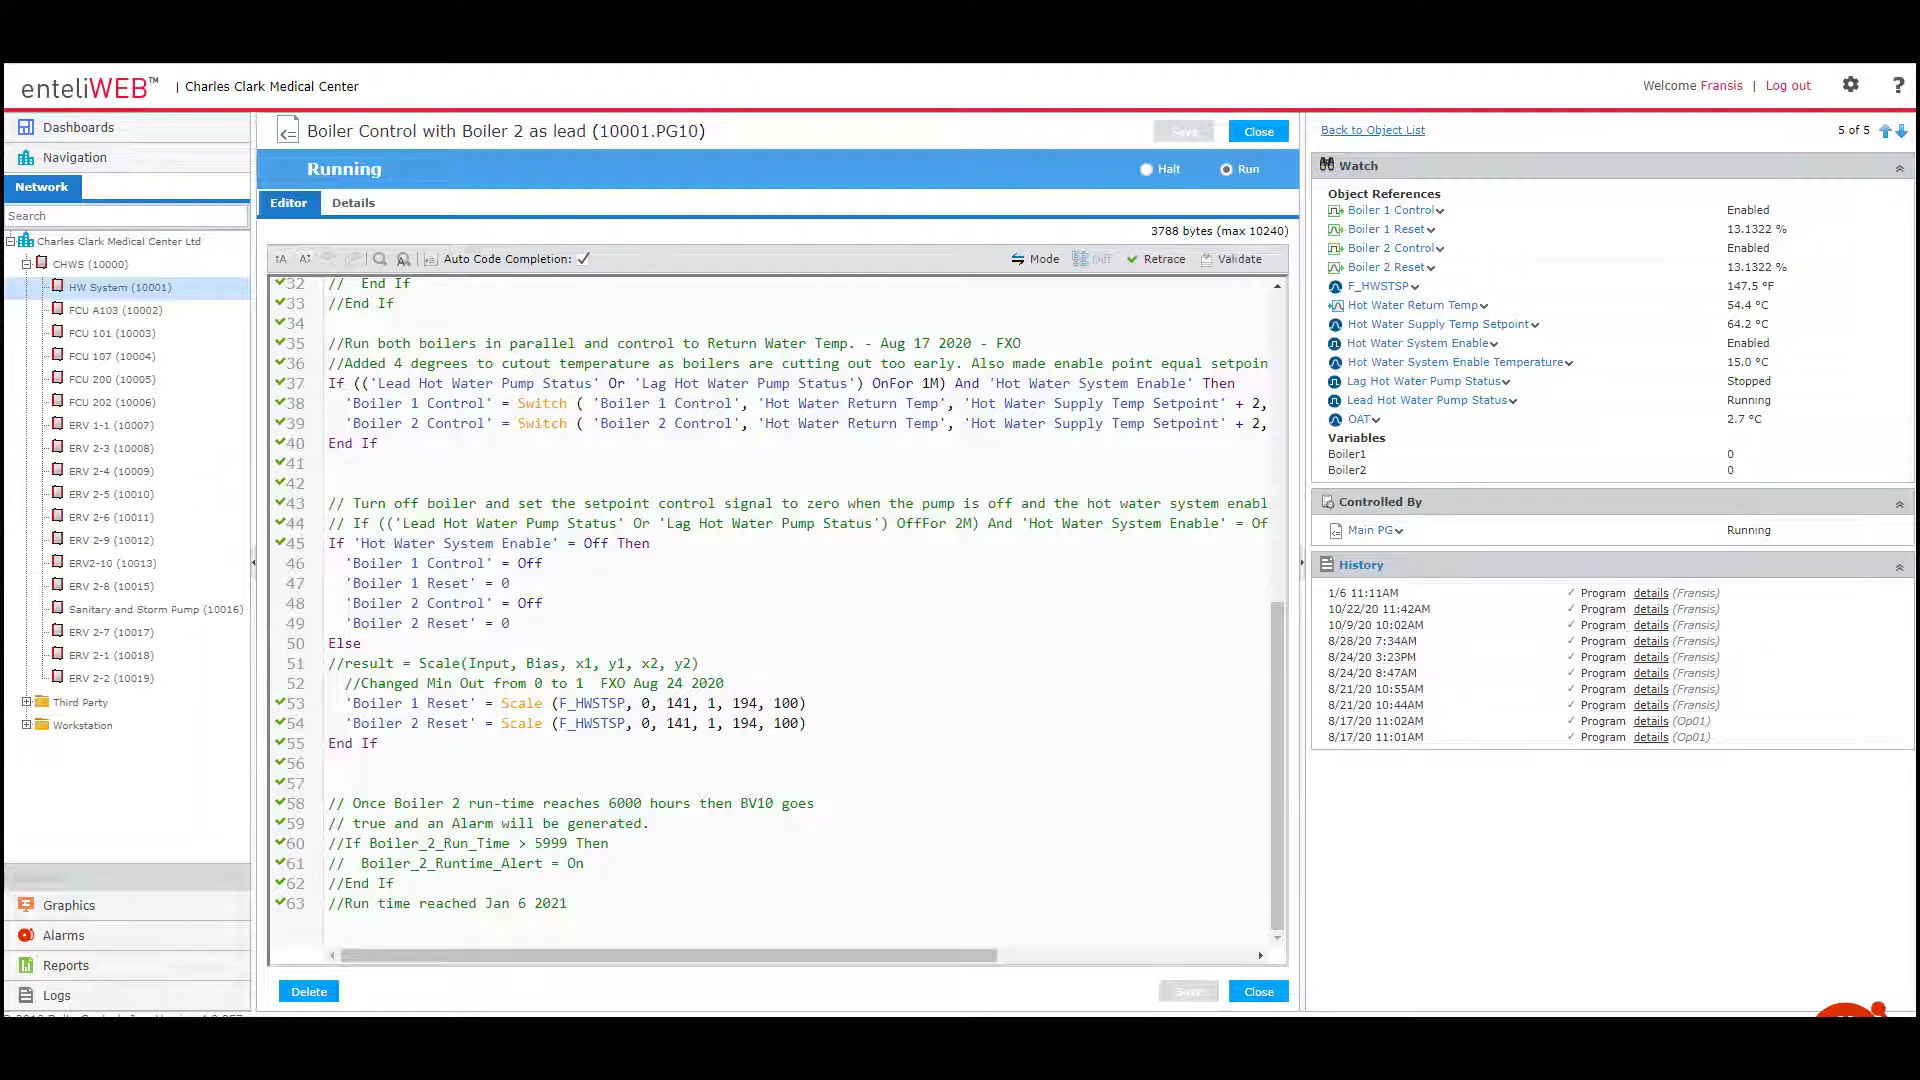 enteliWEB™ | Charles Clark Medical Center
Welcome Fransis | Log out ?
Dashboards
Navigation
Network
Search
Charles Clark Medical Center Ltd
CHWS (10000)
HW System (10001)
FCU A103 (10002)
FCU 101 (10003)
FCU 107 (10004)
FCU 200 (10005)
FCU 202 (10006)
ERV 1-1 (10007)
ERV 2-3 (10008)
ERV 2-4 (10009)
ERV 2-5 (10010)
ERV 2-6 (10011)
ERV 2-9 (10012)
ERV2-10 (10013)
ERV 2-8 (10015)
Sanitary and Storm Pump (10016)
ERV 2-7 (10017)
ERV 2-1 (10018)
ERV 2-2 (10019)
Third Party
Workstation
Graphics
Alarms
Reports
Logs
Boiler Control with Boiler 2 as lead (10001.PG10)
Save Close
Running
Halt Run
Editor Details
3788 bytes (max 10240)
Auto Code Completion:
Mode Diff Retrace Validate
32 // End If
33 //End If
34
35 //Run both boilers in parallel and control to Return Water Temp. - Aug 17 2020 - FXO
36 //Added 4 degrees to cutout temperature as boilers are cutting out too early. Also made enable point equal setpoin
37 If (('Lead Hot Water Pump Status' Or 'Lag Hot Water Pump Status') OnFor 1M) And 'Hot Water System Enable' Then
38 'Boiler 1 Control' = Switch ( 'Boiler 1 Control', 'Hot Water Return Temp', 'Hot Water Supply Temp Setpoint' + 2,
39 'Boiler 2 Control' = Switch ( 'Boiler 2 Control', 'Hot Water Return Temp', 'Hot Water Supply Temp Setpoint' + 2,
40 End If
41
42
43 // Turn off boiler and set the setpoint control signal to zero when the pump is off and the hot water system enabl
44 // If (('Lead Hot Water Pump Status' Or 'Lag Hot Water Pump Status') OffFor 2M) And 'Hot Water System Enable' = Of
45 If 'Hot Water System Enable' = Off Then
46 'Boiler 1 Control' = Off
47 'Boiler 1 Reset' = 0
48 'Boiler 2 Control' = Off
49 'Boiler 2 Reset' = 0
50 Else
51 //result = Scale(Input, Bias, x1, y1, x2, y2)
52 //Changed Min Out from 0 to 1 FXO Aug 24 2020
53 'Boiler 1 Reset' = Scale (F_HWSTSP, 0, 141, 1, 194, 100)
54 'Boiler 2 Reset' = Scale (F_HWSTSP, 0, 141, 1, 194, 100)
55 End If
56
57
58 // Once Boiler 2 run-time reaches 6000 hours then BV10 goes
59 // true and an Alarm will be generated.
60 //If Boiler_2_Run_Time > 5999 Then
61 // Boiler_2_Runtime_Alert = On
62 //End If
63 //Run time reached Jan 6 2021
Delete Save Close
Back to Object List 5 of 5
Watch
Object References
Boiler 1 Control Enabled
Boiler 1 Reset 13.1322 %
Boiler 2 Control Enabled
Boiler 2 Reset 13.1322 %
F_HWSTSP 147.5 °F
Hot Water Return Temp 54.4 °C
Hot Water Supply Temp Setpoint 64.2 °C
Hot Water System Enable Enabled
Hot Water System Enable Temperature 15.0 °C
Lag Hot Water Pump Status Stopped
Lead Hot Water Pump Status Running
OAT 2.7 °C
Variables
Boiler1 0
Boiler2 0
Controlled By
Main PG Running
History
1/6 11:11AM ✓ Program details (Fransis)
10/22/20 11:42AM ✓ Program details (Fransis)
10/9/20 10:02AM ✓ Program details (Fransis)
8/28/20 7:34AM ✓ Program details (Fransis)
8/24/20 3:23PM ✓ Program details (Fransis)
8/24/20 8:47AM ✓ Program details (Fransis)
8/21/20 10:55AM ✓ Program details (Fransis)
8/21/20 10:44AM ✓ Program details (Fransis)
8/17/20 11:02AM ✓ Program details (Op01)
8/17/20 11:01AM ✓ Program details (Op01)